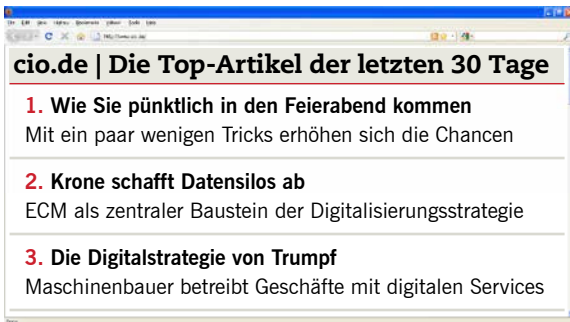 cio.de | Die Top-Artikel der letzten 30 Tage
1. Wie Sie pünktlich in den Feierabend kommen
Mit ein paar wenigen Tricks erhöhen sich die Chancen
2. Krone schafft Datensilos ab
ECM als zentraler Baustein der Digitalisierungsstrategie
3. Die Digitalstrategie von Trumpf
Maschinenbauer betreibt Geschäfte mit digitalen Services